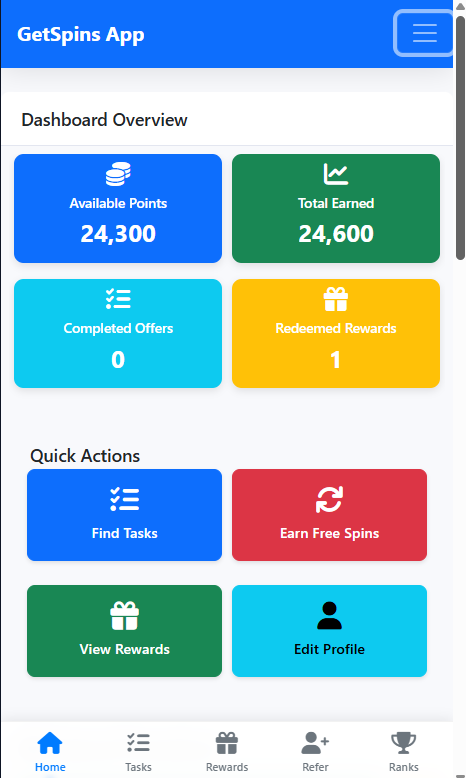 GetSpins App
Dashboard Overview
Available Points
24,300
Total Earned
24,600
Completed Offers
0
Redeemed Rewards
1
Quick Actions
Find Tasks
Earn Free Spins
View Rewards
Edit Profile
Home
Tasks
Rewards
Refer
Ranks